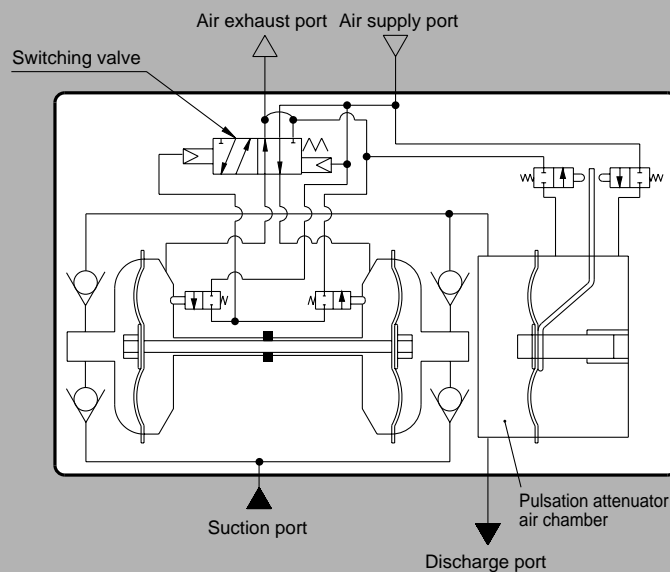 Air exhaust port
Air supply port
Switching valve
Pulsation attenuator
air chamber
Suction port
Discharge port